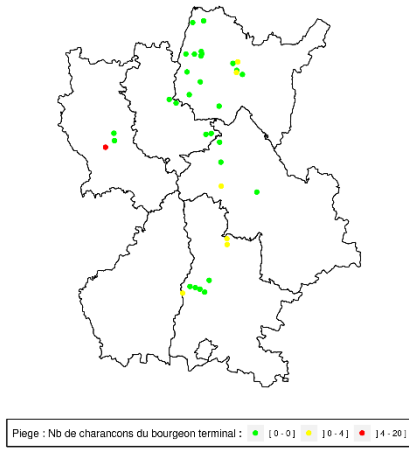 Piege : Nb de charancons du bourgeon terminal : [ 0 - 0 ] ] 0 - 4 ] ] 4 - 20 ]